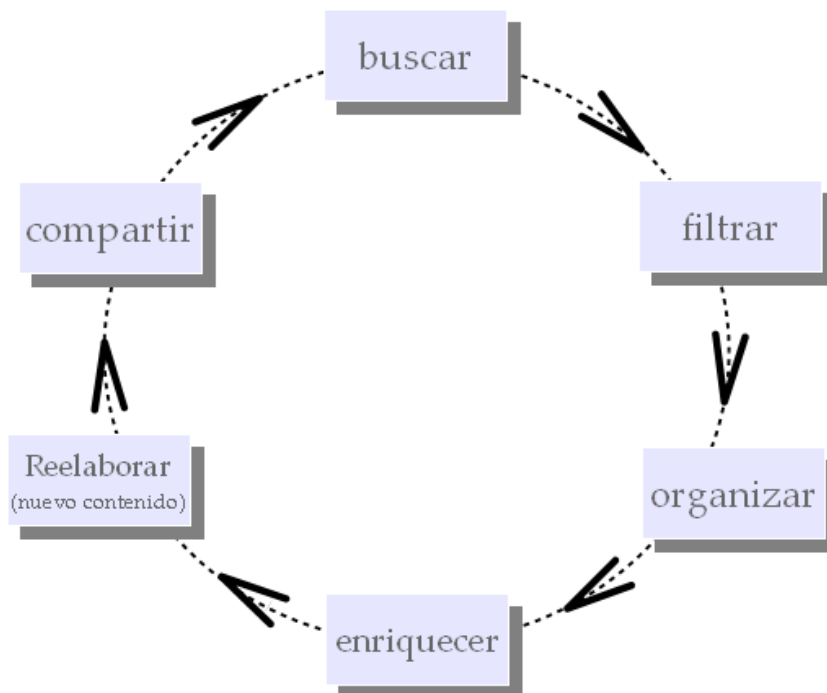 buscar
filtrar
organizar
enriquecer
Reelaborar
(nuevo contenido)
compartir